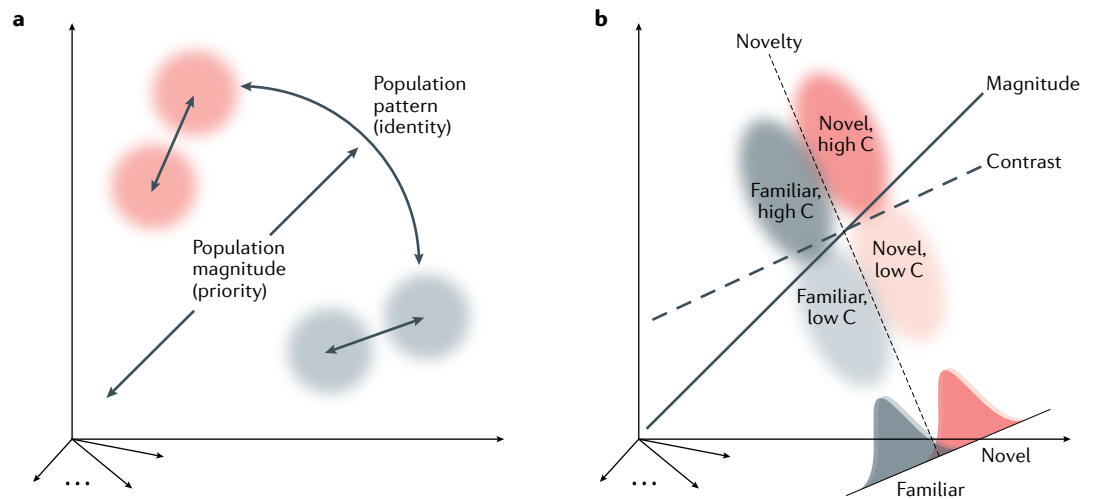 a
Population
pattern
(identity)
Population
magnitude
(priority)
...
b
Novelty
Magnitude
Novel,
high C
Contrast
Familiar,
high C
Novel,
low C
Familiar,
low C
Novel
Familiar
...